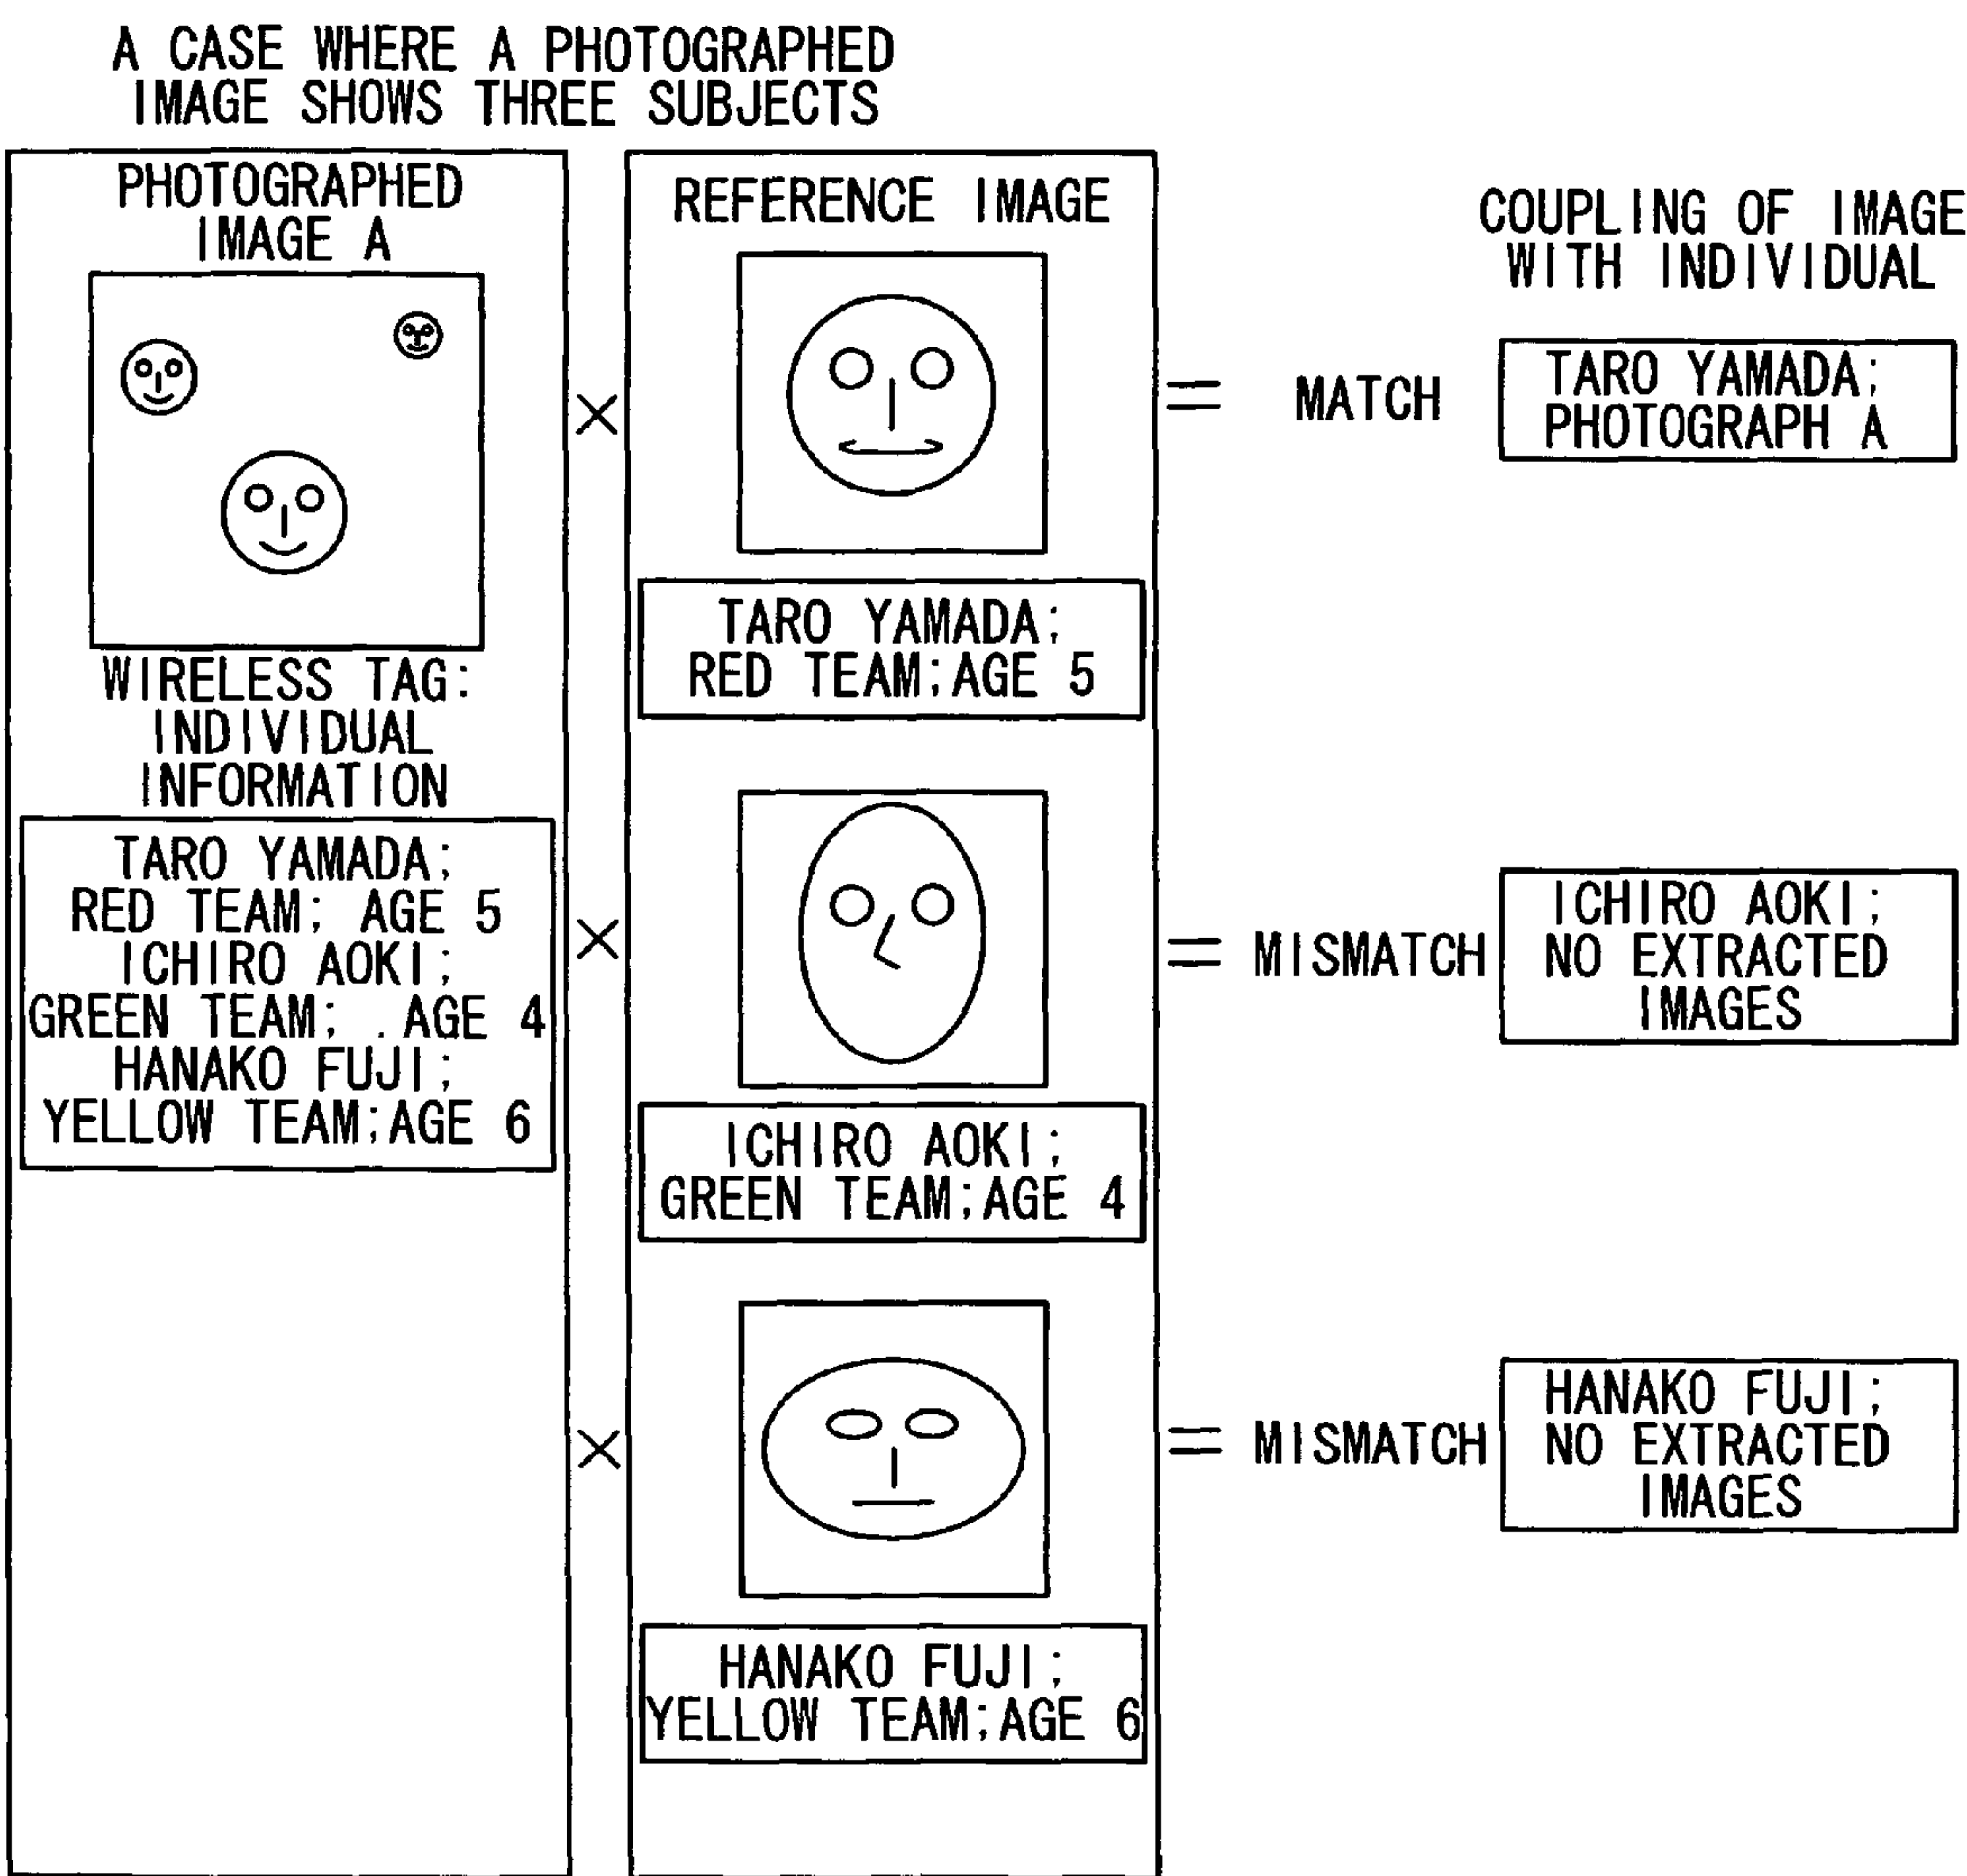 A CASE WHERE A PHOTOGRAPHED
IMAGE SHOWS THREE SUBJECTS
PHOTOGRAPHED
IMAGE A
WIRELESS TAG:
INDIVIDUAL
INFORMATION
TARO YAMADA;
RED TEAM; AGE 5
ICHIRO AOKI;
GREEN TEAM; . AGE 4
HANAKO FUJI;
YELLOW TEAM;AGE 6
×
×
×
REFERENCE IMAGE
TARO YAMADA;
RED TEAM;AGE 5
ICHIRO AOKI;
GREEN TEAM;AGE 4
HANAKO FUJI;
YELLOW TEAM;AGE 6
COUPLING OF IMAGE
WITH INDIVIDUAL
= MATCH
TARO YAMADA;
PHOTOGRAPH A
= MISMATCH
ICHIRO AOKI;
NO EXTRACTED
IMAGES
= MISMATCH
HANAKO FUJI;
NO EXTRACTED
IMAGES